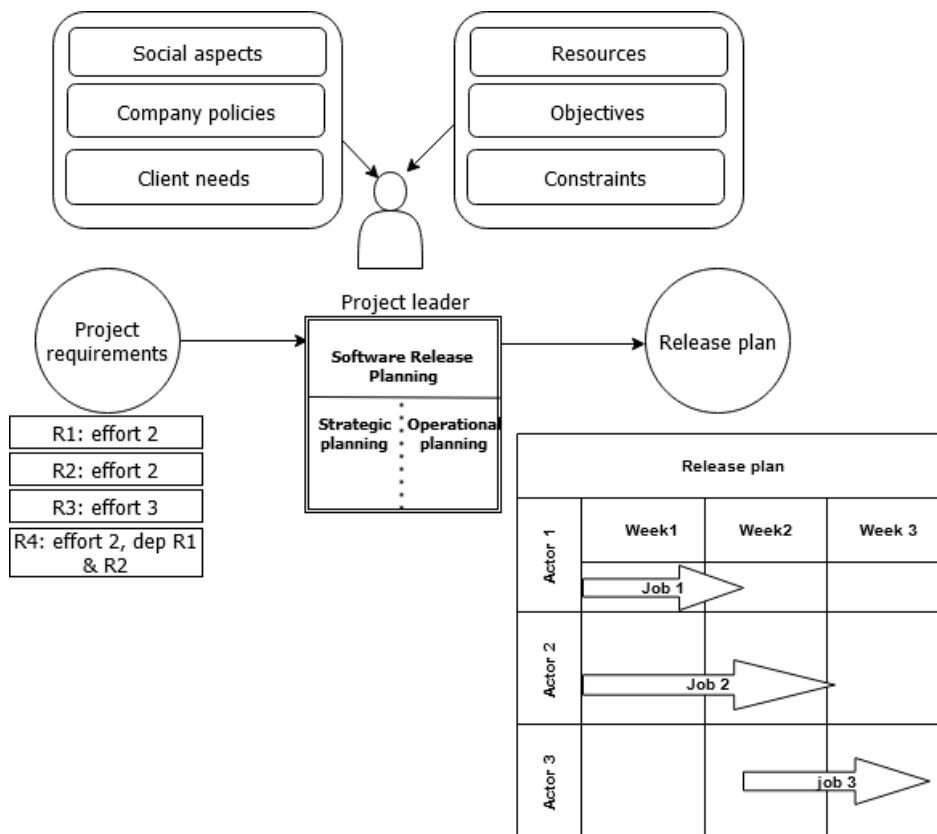 Social aspects
Company policies
Client needs
Resources
Objectives
Constraints
Project leader
Project
requirements
Software Release
Planning
Strategic
planning
Operational
planning
Release plan
R1: effort 2
R2: effort 2
R3: effort 3
R4: effort 2, dep R1
& R2
Release plan
Actor 1
Week1
Week2
Week 3
Job 1
Actor 2
Job 2
Actor 3
job 3